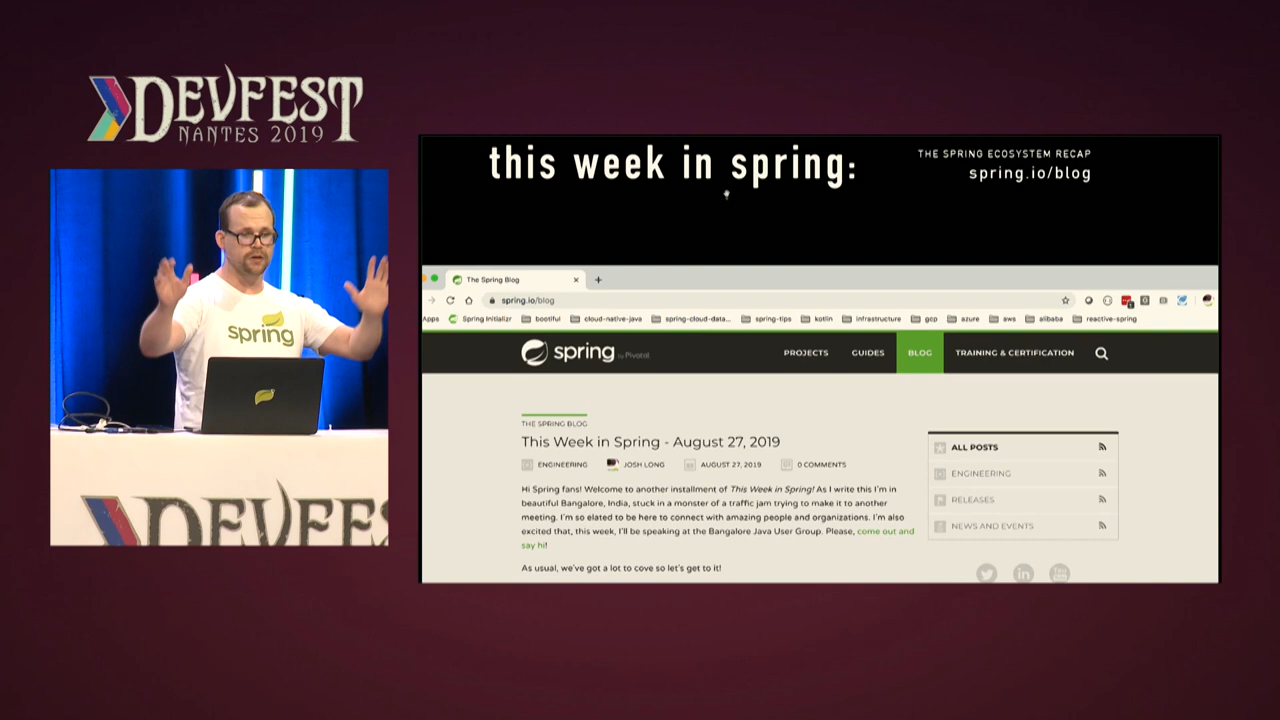 DEVFEST
NANTES 2019
spring
DEVFES
this week in spring:
THE SPRING ECOSYSTEM RECAP
spring.io/blog
The Spring Blog
spring.io/blog
Apps Spring Initializr bootiful cloud-native-java spring-cloud-data... spring-tips kotlin infrastructure gcp azure aws alibaba reactive-spring
spring by Pivotal
PROJECTS GUIDES BLOG TRAINING & CERTIFICATION
THE SPRING BLOG
This Week in Spring - August 27, 2019
ENGINEERING JOSH LONG AUGUST 27, 2019 0 COMMENTS
Hi Spring fans! Welcome to another installment of This Week in Spring! As I write this I'm in
beautiful Bangalore, India, stuck in a monster of a traffic jam trying to make it to another
meeting. I'm so elated to be here to connect with amazing people and organizations. I'm also
excited that, this week, I'll be speaking at the Bangalore Java User Group. Please, come out and
say hi!
As usual, we've got a lot to cove so let's get to it!
ALL POSTS
ENGINEERING
RELEASES
NEWS AND EVENTS